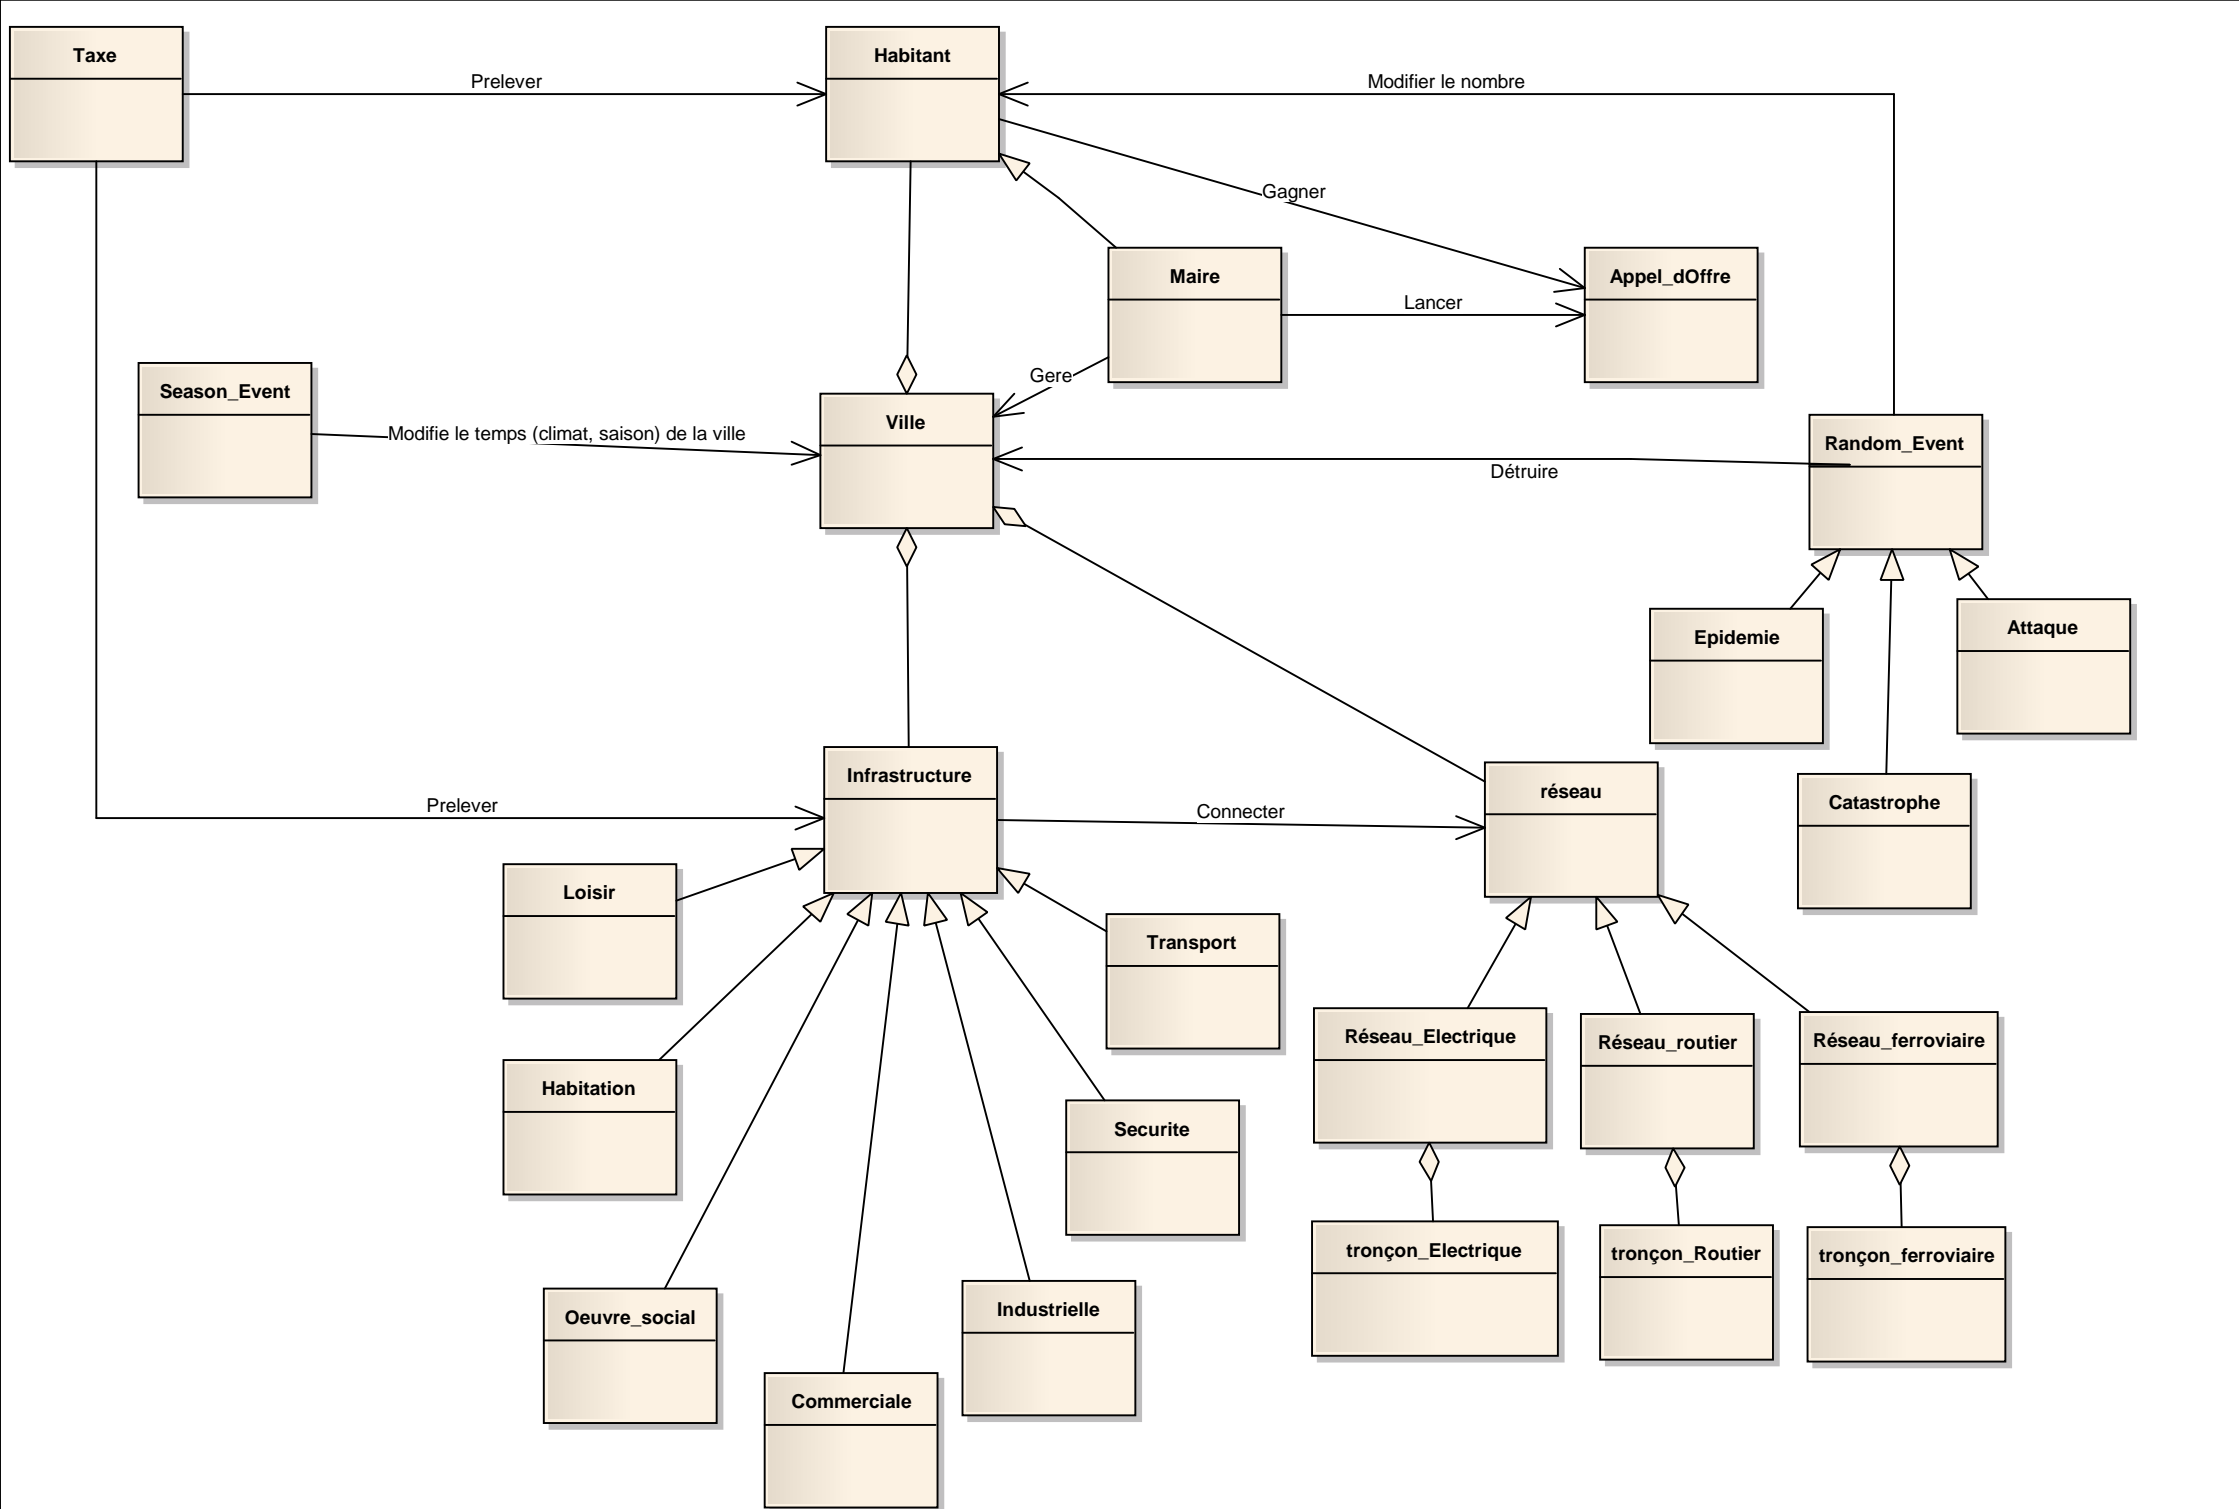 Taxe
Prelever
Habitant
Modifier le nombre
Gagner
Maire
Appel_dOffre
Lancer
Season_Event
Modifie le temps (climat, saison) de la ville
Gere
Ville
Random_Event
Détruire
Epidemie
Attaque
Infrastructure
réseau
Catastrophe
Prelever
Connecter
Loisir
Transport
Réseau_Electrique
Réseau_routier
Réseau_ferroviaire
Habitation
Securite
tronçon_Electrique
tronçon_Routier
tronçon_ferroviaire
Oeuvre_social
Industrielle
Commerciale